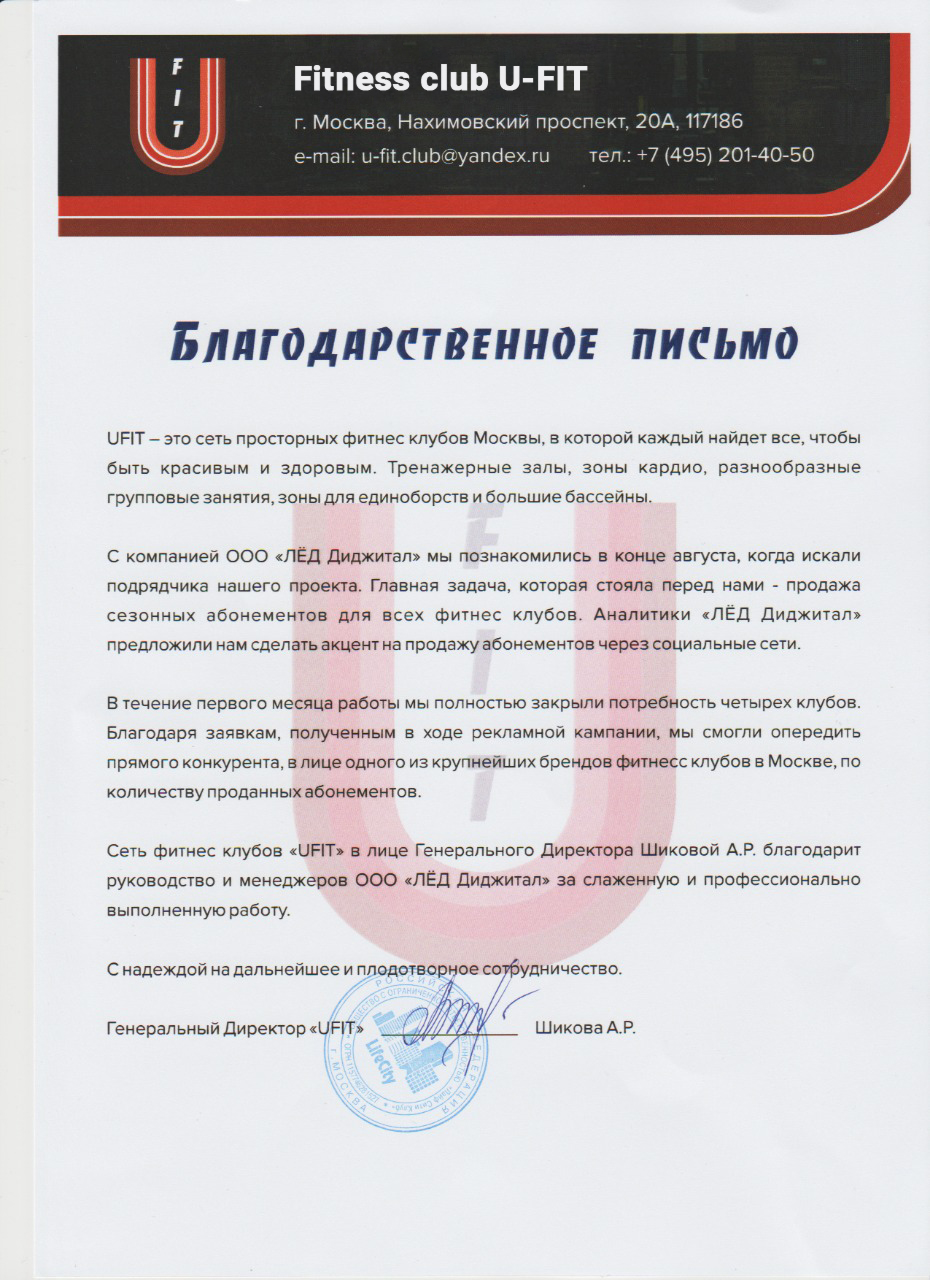 F
I
T
Fitness club U-FIT
г. Москва, Нахимовский проспект, 20А, 117186
e-mail: u-fit.club@yandex.ru тел.: +7 (495) 201-40-50
Благодарственное письмо
UFIT – это сеть просторных фитнес клубов Москвы, в которой каждый найдет все, чтобы
быть красивым и здоровым. Тренажерные залы, зоны кардио, разнообразные
групповые занятия, зоны для единоборств и большие бассейны.
С компанией ООО «ЛЁД Диджитал» мы познакомились в конце августа, когда искали
подрядчика нашего проекта. Главная задача, которая стояла перед нами - продажа
сезонных абонементов для всех фитнес клубов. Аналитики «ЛЁД Диджитал»
предложили нам сделать акцент на продажу абонементов через социальные сети.
В течение первого месяца работы мы полностью закрыли потребность четырех клубов.
Благодаря заявкам, полученным в ходе рекламной кампании, мы смогли опередить
прямого конкурента, в лице одного из крупнейших брендов фитнесс клубов в Москве, по
количеству проданных абонементов.
Сеть фитнес клубов «UFIT» в лице Генерального Директора Шиковой А.Р. благодарит
руководство и менеджеров ООО «ЛЁД Диджитал» за слаженную и профессионально
выполненную работу.
С надеждой на дальнейшее и плодотворное сотрудничество.
Генеральный Директор «UFIT» Шикова А.Р.
F
I
T
LifeCity
г. МОСКВА